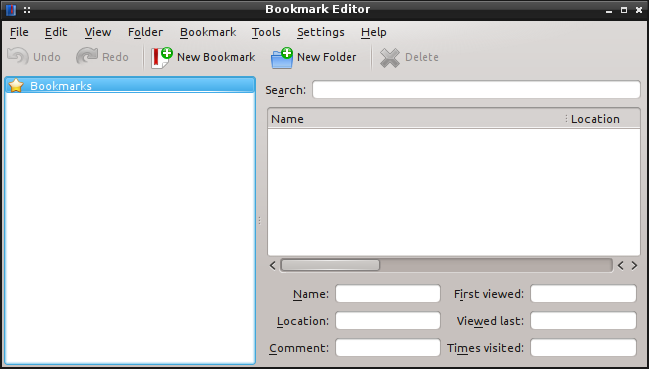 Bookmark Editor
File Edit View Folder Bookmark Tools Settings Help
Undo Redo New Bookmark New Folder Delete
Bookmarks
Search:
Name Location
Name: First viewed:
Location: Viewed last:
Comment: Times visited: